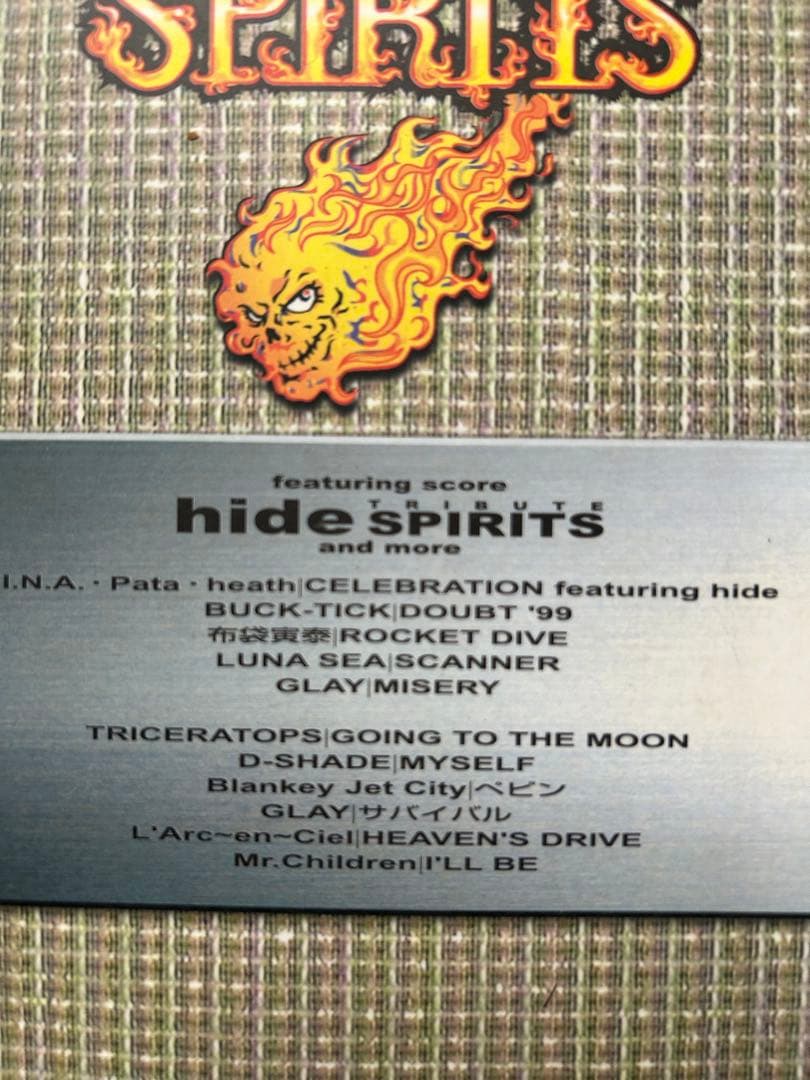 SPIRITS
featuring score
hide TRIBUTE SPIRITS
and more
I.N.A.・Pata・heath|CELEBRATION featuring hide
BUCK-TICK|DOUBT '99
布袋寅泰|ROCKET DIVE
LUNA SEA|SCANNER
GLAY|MISERY
TRICERATOPS|GOING TO THE MOON
D-SHADE|MYSELF
Blankey Jet City|ペピン
GLAY|サバイバル
L'Arc~en~Ciel|HEAVEN'S DRIVE
Mr.Children|I'LL BE